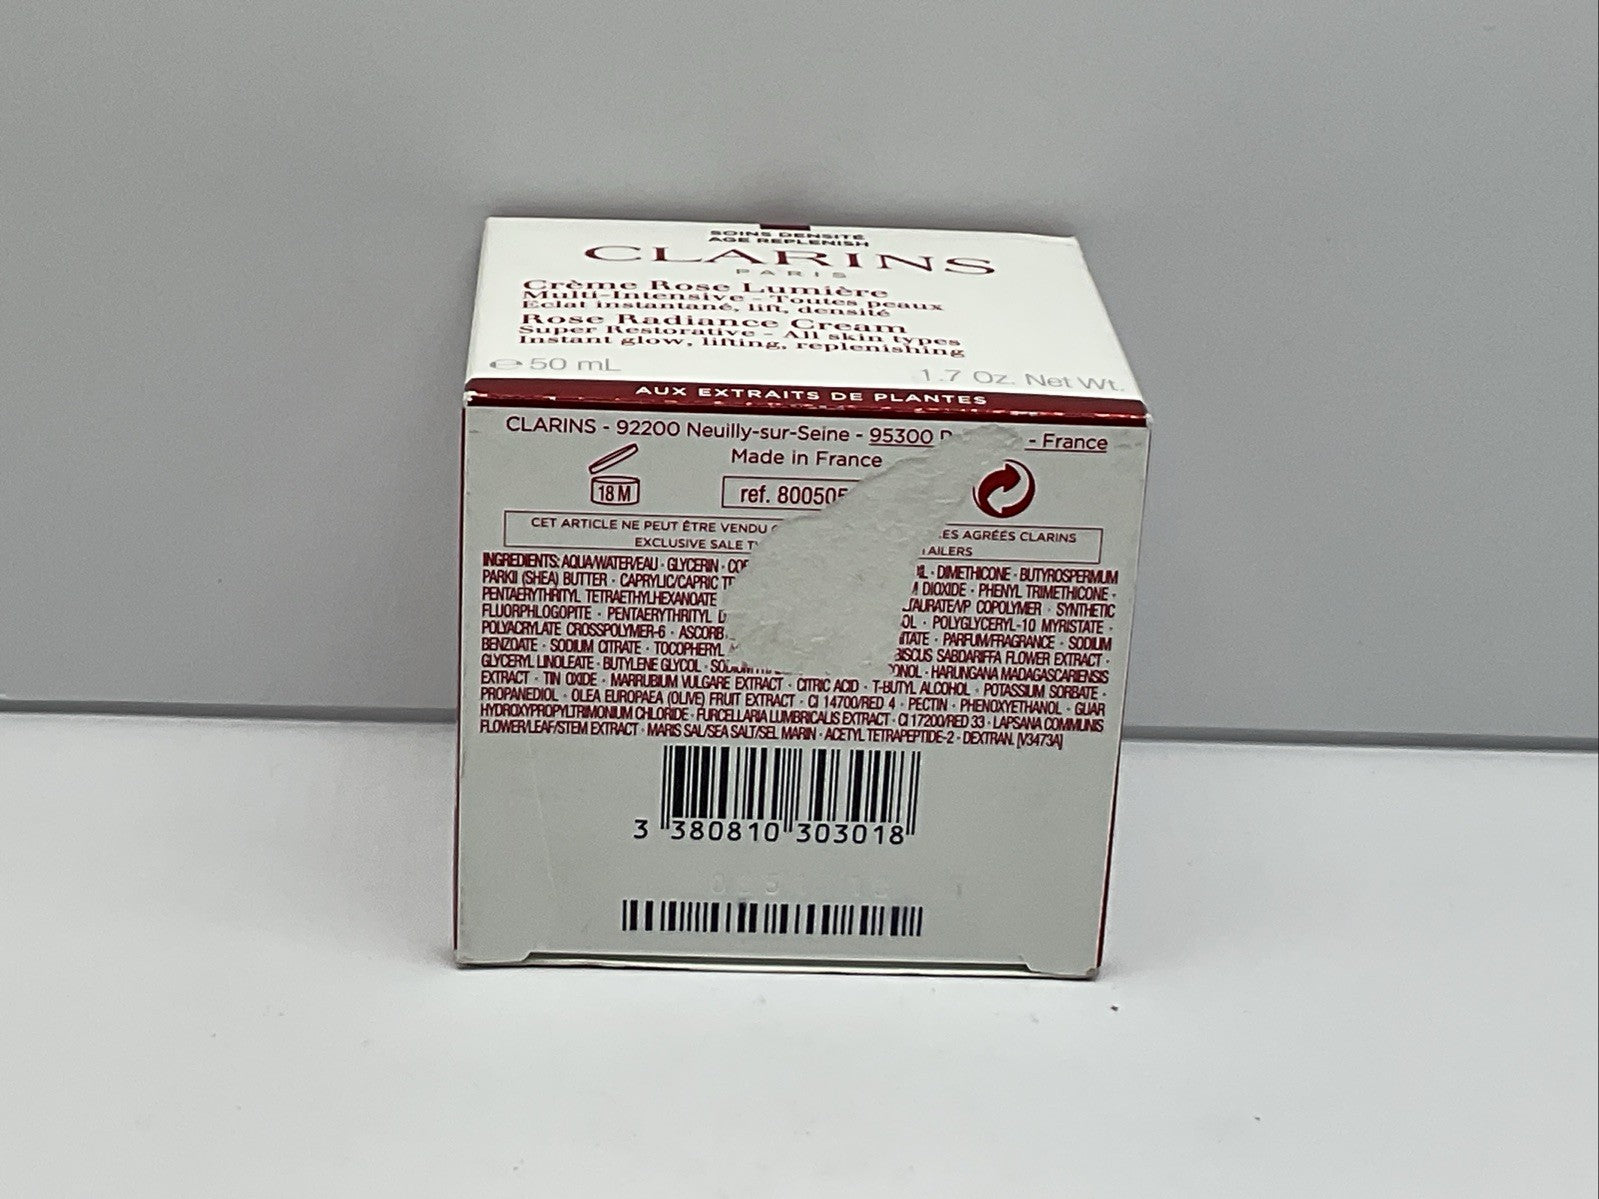 SOINS DENSITÉ
AGE REPLENISH
CLARINS
PARIS
Crème Rose Lumière
Multi-Intensive - Toutes peaux
Eclat instantané, lift, densité
Rose Radiance Cream
Super Restorative - All skin types
Instant glow, lifting, replenishing
e 50 mL 1.7 Oz. Net Wt.
AUX EXTRAITS DE PLANTES
CLARINS - 92200 Neuilly-sur-Seine - 95300 - France
Made in France
18 M
ref. 800505
CET ARTICLE NE PEUT ÊTRE VENDU AGRÉÉS CLARINS
EXCLUSIVE SALE
INGREDIENTS: AQUA/WATER/EAU - GLYCERIN - - DIMETHICONE - BUTYROSPERMUM
PARKII (SHEA) BUTTER - CAPRYLIC/CAPRIC DIOXIDE - PHENYL TRIMETHICONE -
PENTAERYTHRITYL TETRAETHYLHEXANOATE COPOLYMER - SYNTHETIC
FLUORPHLOGOPITE - PENTAERYTHRITYL - POLYGLYCERYL-10 MYRISTATE -
POLYACRYLATE CROSSPOLYMER-6 - - PARFUM/FRAGRANCE - SODIUM
BENZOATE - SODIUM CITRATE - TOCOPHERYL SABDARIFFA FLOWER EXTRACT -
GLYCERYL LINOLEATE - BUTYLENE GLYCOL - - HARUNGANA MADAGASCARIENSIS
EXTRACT - TIN OXIDE - MARRUBIUM VULGARE EXTRACT - CITRIC ACID - T-BUTYL ALCOHOL - POTASSIUM SORBATE -
PROPANEDIOL - OLEA EUROPAEA (OLIVE) FRUIT EXTRACT - CI 14700/RED 4 - PECTIN - PHENOXYETHANOL - GUAR
HYDROXYPROPYLTRIMONIUM CHLORIDE - FURCELLARIA LUMBRICALIS EXTRACT - CI 17200/RED 33 - LAPSANA COMMUNIS
FLOWER/LEAF/STEM EXTRACT - MARIS SAL/SEA SALT/SEL MARIN - ACETYL TETRAPEPTIDE-2 - DEXTRAN. [V3473A]
3 380810 303018